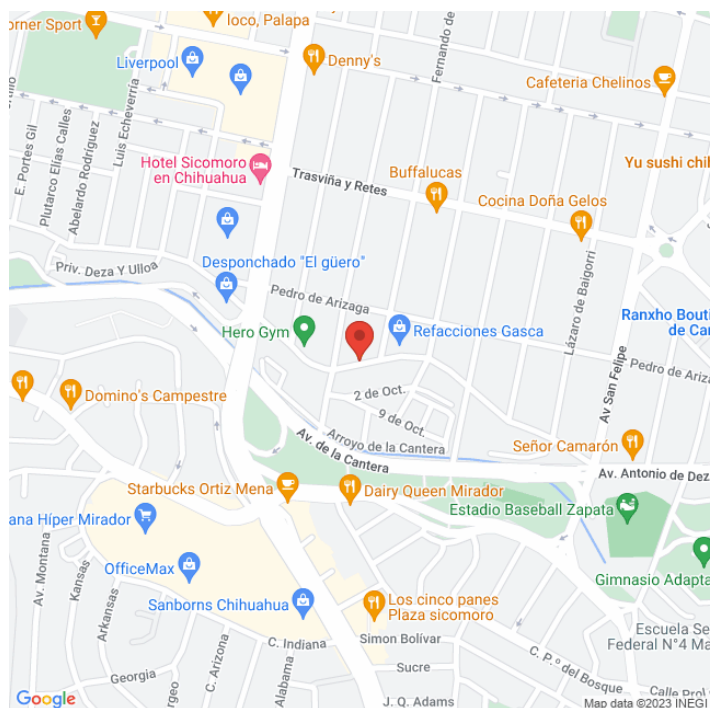 orner Sport
loco, Palapa
Liverpool
Denny's
Fernando de
Cafeteria Chelinos
Luis Echeverría
E. Portes Gil
Plutarco Elías Calles
Abelardo Rodríguez
Hotel Sicomoro
en Chihuahua
Trasviña y Retes
Buffalucas
Yu sushi chi
Cocina Doña Gelos
Priv. Deza Y Ulloa
Desponchado "El güero"
Lázaro de Baigorri
Pedro de Arizaga
Hero Gym
Refacciones Gasca
Ranxho Bouti
de Ca
Pedro de Ariza
Av San Felipe
2 de Oct.
9 de Oct.
Domino's Campestre
Av. de la Cantera
Arroyo de la Cantera
Señor Camarón
Av. Antonio de Deza
Starbucks Ortiz Mena
Dairy Queen Mirador
Estadio Baseball Zapata
ana Híper Mirador
OfficeMax
Gimnasio Adapta
Av. Montana
Kansas
Arkansas
Sanborns Chihuahua
Los cinco panes
Plaza sicomoro
C. Indiana
Simon Bolívar
Escuela Se
Federal N°4 Ma
C. P.º del Bosque
Georgia
C. Arizona
Alabama
Sucre
J. Q. Adams
Calle Priv.
Google
Map data ©2023 INEGI